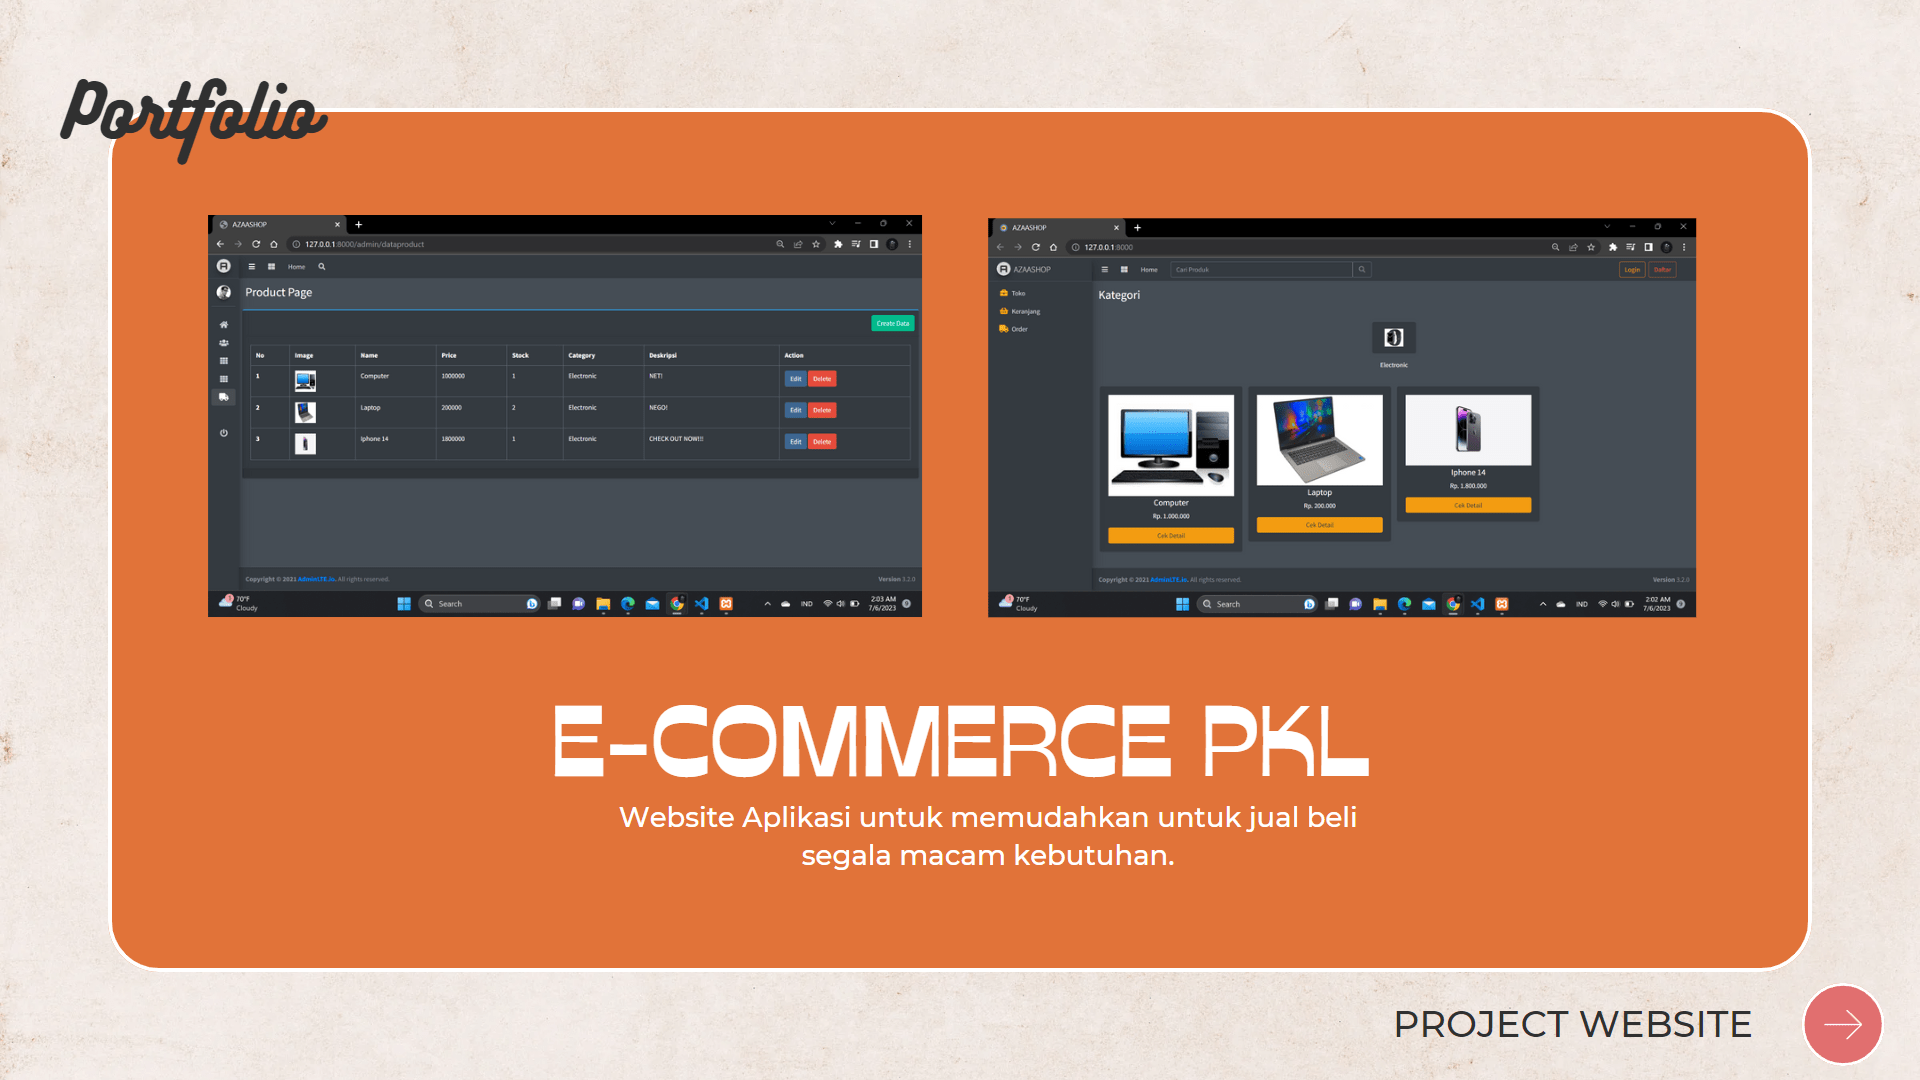 Portfolio
AZAASHOP
127.0.0.1:8000/admin/dataproduct
Home
Product Page
Create Data
No Image Name Price Stock Category Deskripsi Action
1 Computer 1000000 1 Electronic NET! Edit Delete
2 Laptop 200000 2 Electronic NEGO! Edit Delete
3 Iphone 14 1800000 1 Electronic CHECK OUT NOW!!! Edit Delete
Copyright © 2021 AdminLTE.io. All rights reserved. Version 3.2.0
70°F
Cloudy
Search
IND
2:03 AM
7/6/2023
AZAASHOP
127.0.0.1:8000
AZAASHOP
Home
Cari Produk
Login Daftar
Toko
Keranjang
Order
Kategori
Electronic
Computer
Rp. 1.000.000
Cek Detail
Laptop
Rp. 200.000
Cek Detail
Iphone 14
Rp. 1.800.000
Cek Detail
Copyright © 2021 AdminLTE.io. All rights reserved. Version 3.2.0
70°F
Cloudy
Search
IND
2:02 AM
7/6/2023
E-COMMERCE PKL
Website Aplikasi untuk memudahkan untuk jual beli
segala macam kebutuhan.
PROJECT WEBSITE